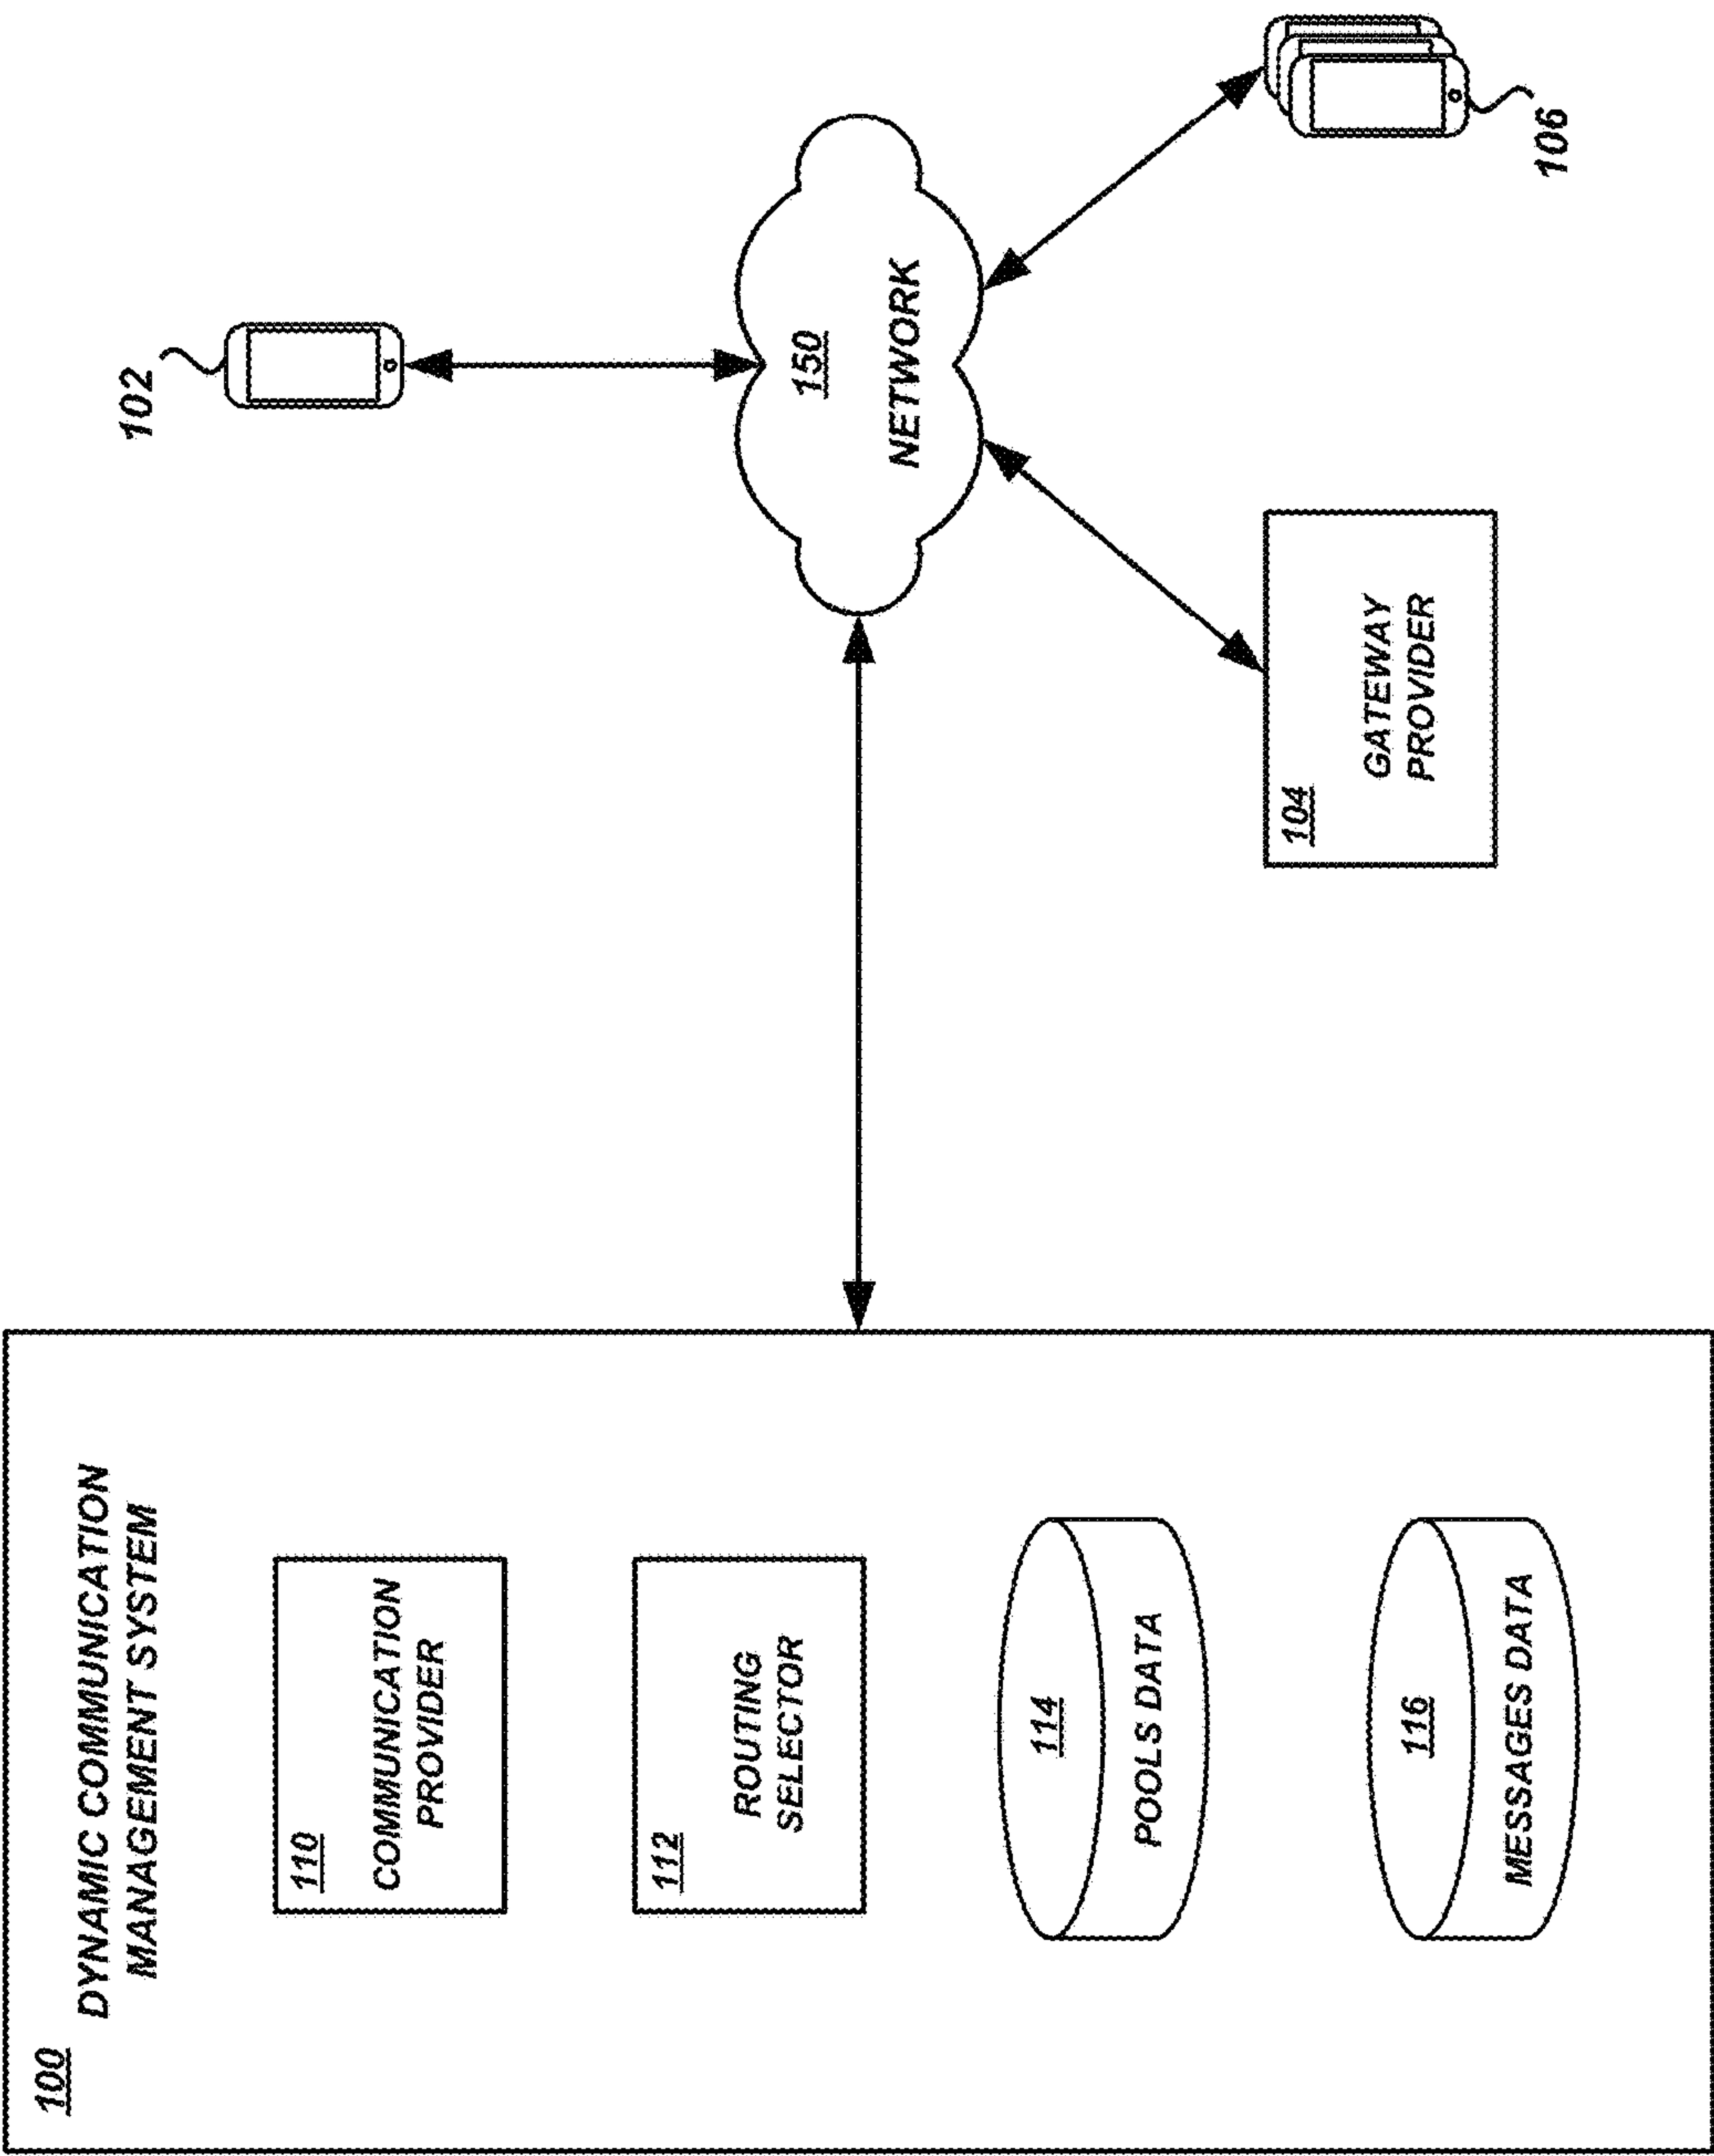 100
DYNAMIC COMMUNICATION
MANAGEMENT SYSTEM
110
COMMUNICATION
PROVIDER
112
ROUTING
SELECTOR
114
POOLS DATA
116
MESSAGES DATA
102
150
NETWORK
104
GATEWAY
PROVIDER
106